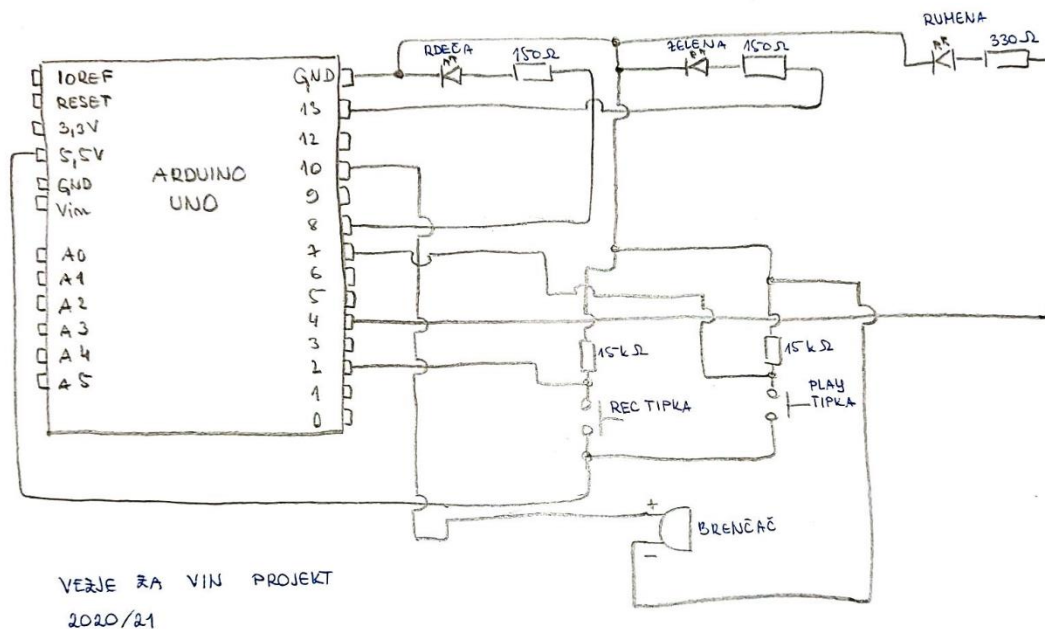 RUMENA
RDEČA
150Ω
ZELENA
150Ω
330Ω
IOREF
RESET
3,3V
5,5V
GND
Vin
A0
A1
A2
A3
A4
A5
ARDUINO
UNO
GND
13
12
10
9
8
7
6
5
4
3
2
1
0
15kΩ
15kΩ
REC TIPKA
PLAY
TIPKA
+
BRENČAČ
−
VEZJE ZA VIN PROJEKT
2020/21